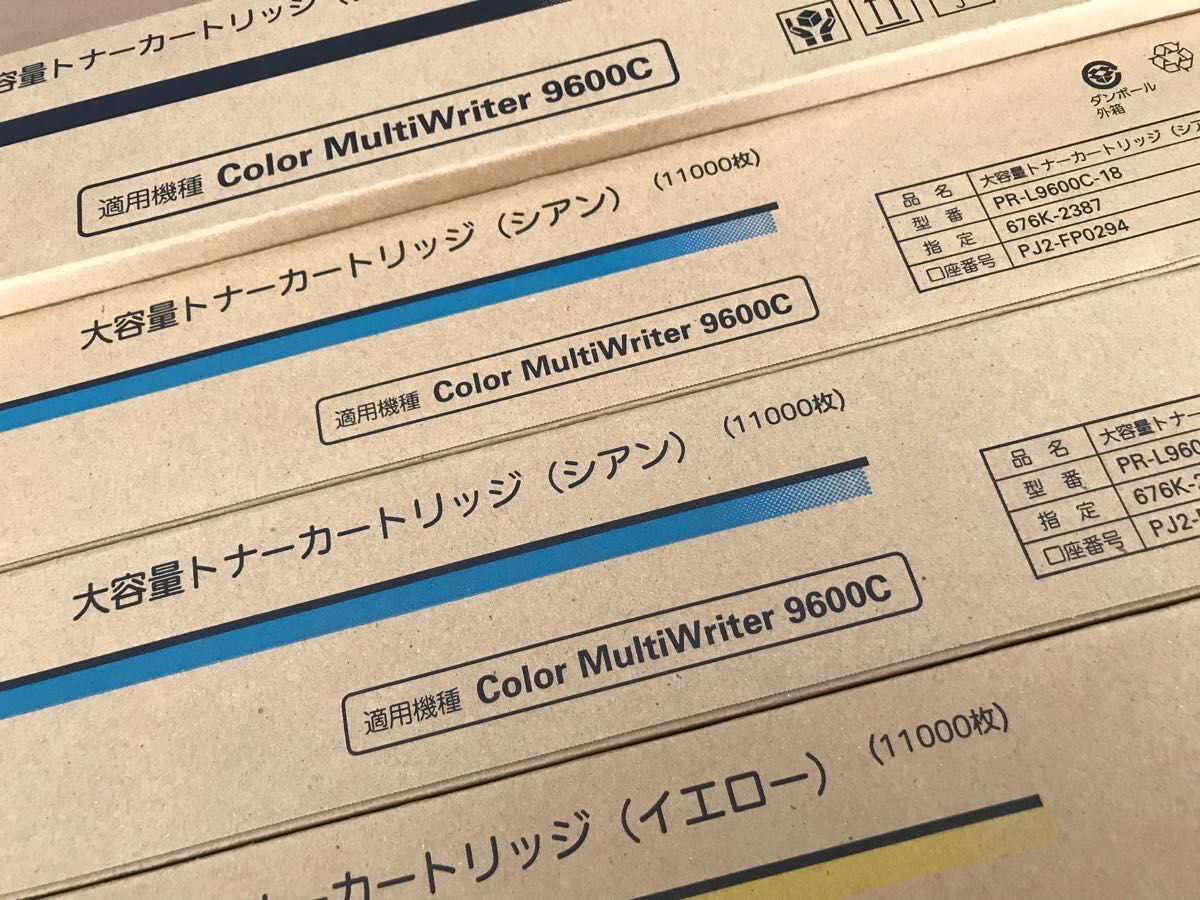 容量トナーカートリッジ（
適用機種 Color MultiWriter 9600C
ダンボール
外箱
大容量トナーカートリッジ（シアン） （11000枚）
適用機種 Color MultiWriter 9600C
品名 大容量トナーカートリッジ（シア
型番 PR-L9600C-18
指定 676K-2387
口座番号 PJ2-FP0294
大容量トナーカートリッジ（シアン） （11000枚）
適用機種 Color MultiWriter 9600C
品名 大容量トナー
型番 PR-L960
指定 676K-2
口座番号 PJ2-
ートリッジ（イエロー） （11000枚）